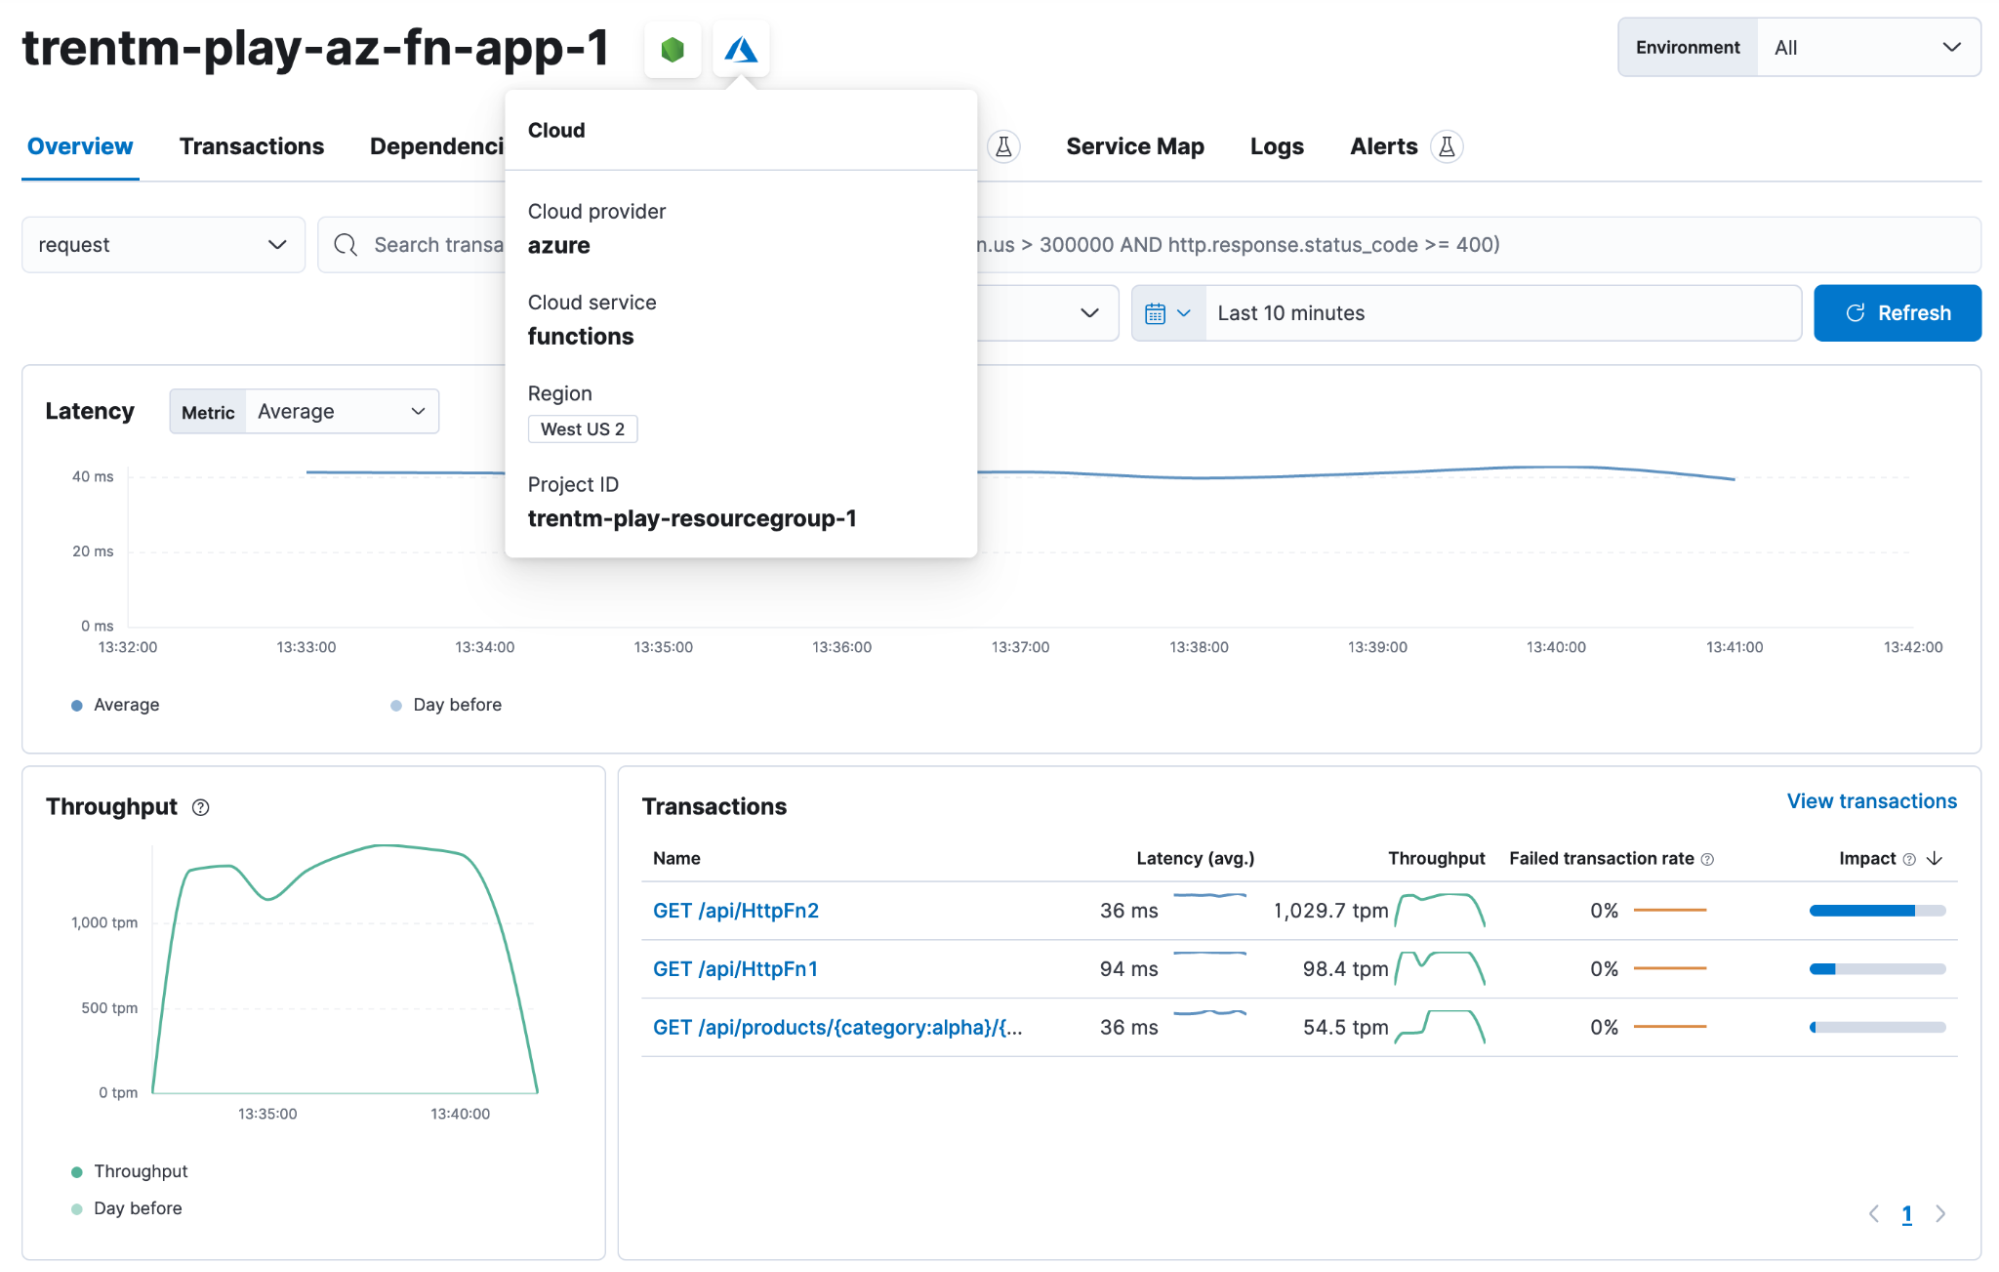 trentm-play-az-fn-app-1
Environment All
Cloud
Overview Transactions Dependenci Service Map Logs Alerts
Cloud provider
azure
request Search transa n.us > 300000 AND http.response.status_code >= 400)
Cloud service
functions
Last 10 minutes Refresh
Region
West US 2
Latency Metric Average
Project ID
trentm-play-resourcegroup-1
40 ms
20 ms
0 ms
13:32:00 13:33:00 13:34:00 13:35:00 13:36:00 13:37:00 13:38:00 13:39:00 13:40:00 13:41:00 13:42:00
Average Day before
Throughput
1,000 tpm
500 tpm
0 tpm
13:35:00 13:40:00
Throughput
Day before
Transactions View transactions
Name Latency (avg.) Throughput Failed transaction rate Impact
GET /api/HttpFn2 36 ms 1,029.7 tpm 0%
GET /api/HttpFn1 94 ms 98.4 tpm 0%
GET /api/products/{category:alpha}/{... 36 ms 54.5 tpm 0%
1